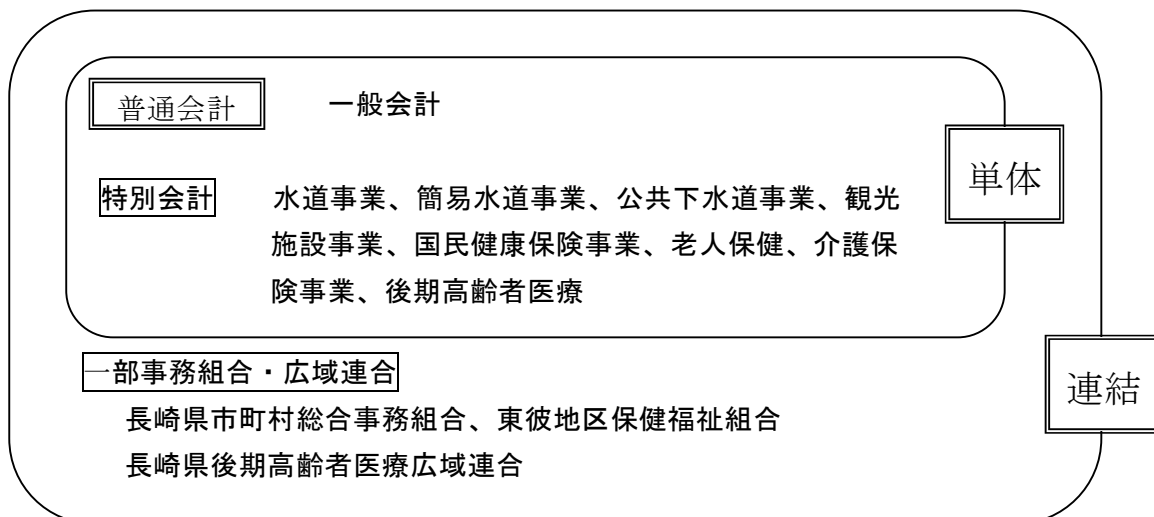 普通会計 一般会計
単体
特別会計 水道事業、簡易水道事業、公共下水道事業、観光
施設事業、国民健康保険事業、老人保健、介護保
険事業、後期高齢者医療
一部事務組合・広域連合
連結
長崎県市町村総合事務組合、東彼地区保健福祉組合
長崎県後期高齢者医療広域連合